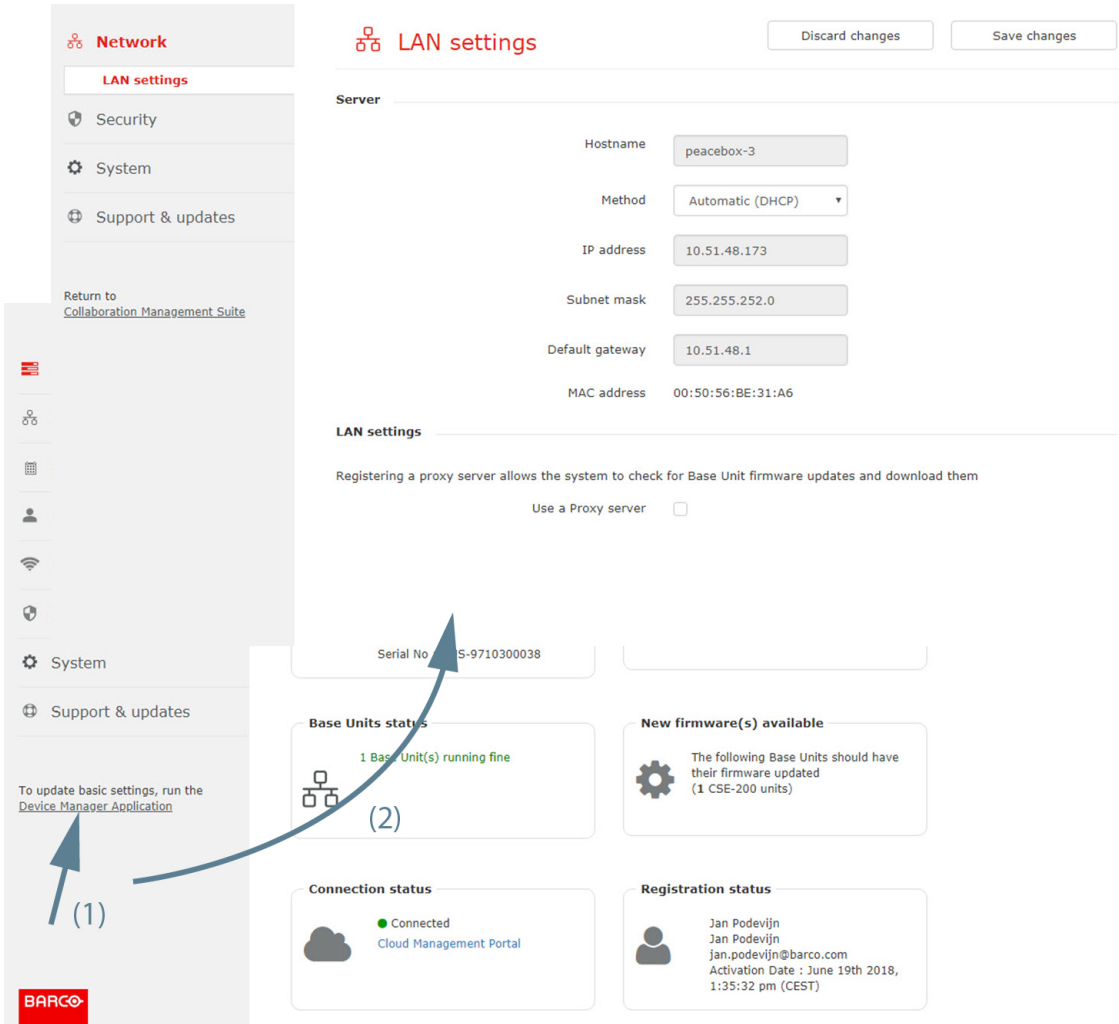 Network
LAN settings
Security
System
Support & updates
Return to
Collaboration Management Suite
LAN settings
Discard changes
Save changes
Server
Hostname
peacebox-3
Method
Automatic (DHCP)
IP address
10.51.48.173
Subnet mask
255.255.252.0
Default gateway
10.51.48.1
MAC address
00:50:56:BE:31:A6
LAN settings
Registering a proxy server allows the system to check for Base Unit firmware updates and download them
Use a Proxy server
System
Support & updates
To update basic settings, run the
Device Manager Application
(1)
BARCO
Serial No S-9710300038
Base Units status
1 Base Unit(s) running fine
(2)
New firmware(s) available
The following Base Units should have
their firmware updated
(1 CSE-200 units)
Connection status
Connected
Cloud Management Portal
Registration status
Jan Podevijn
Jan Podevijn
jan.podevijn@barco.com
Activation Date : June 19th 2018,
1:35:32 pm (CEST)